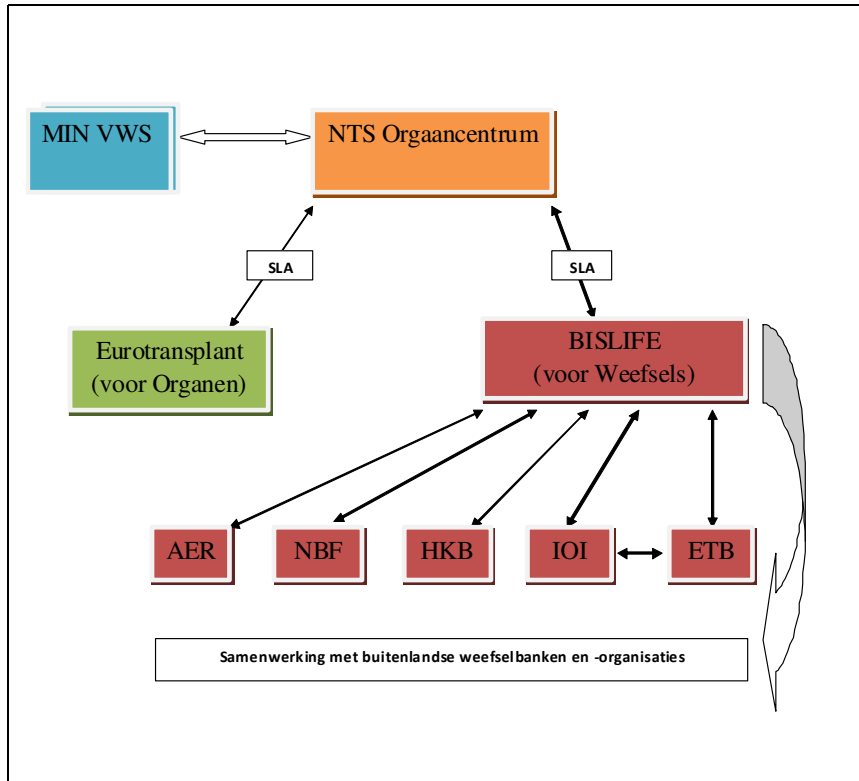 MIN VWS
NTS Orgaancentrum
SLA
SLA
Eurotransplant
(voor Organen)
BISLIFE
(voor Weefsels)
AER
NBF
HKB
IOI
ETB
Samenwerking met buitenlandse weefselbanken en -organisaties